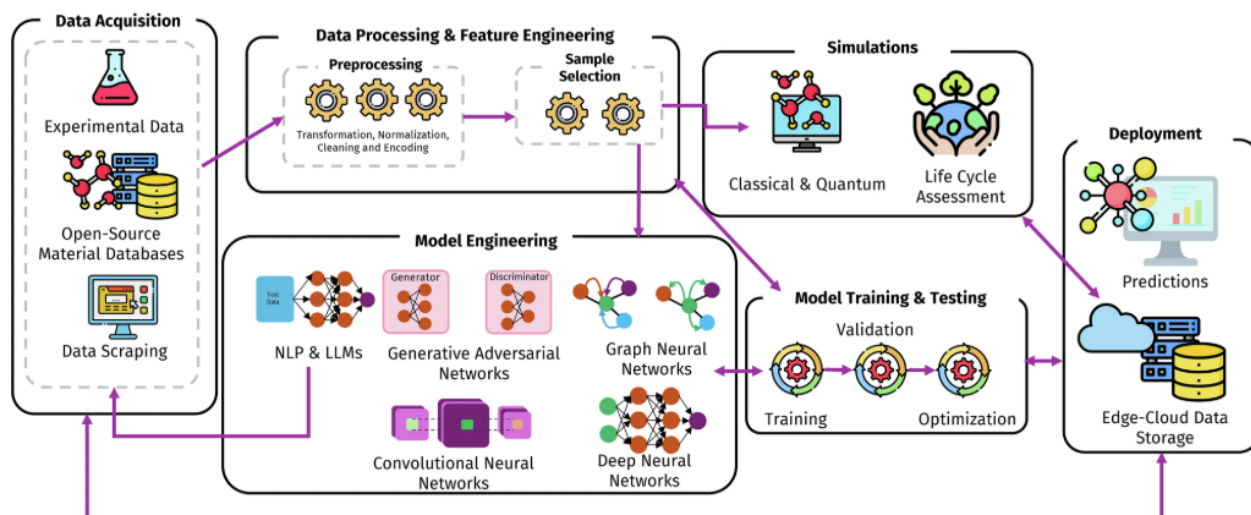 Data Acquisition
Experimental Data
Open-Source
Material Databases
Data Scraping
Data Processing & Feature Engineering
Preprocessing
Transformation, Normalization,
Cleaning and Encoding
Sample
Selection
Simulations
Classical & Quantum
Life Cycle
Assessment
Model Engineering
Text
Data
NLP & LLMs
Generator
Discriminator
Generative Adversarial
Networks
Graph Neural
Networks
Convolutional Neural
Networks
Deep Neural
Networks
Model Training & Testing
Validation
Training
Optimization
Deployment
Predictions
Edge-Cloud Data
Storage